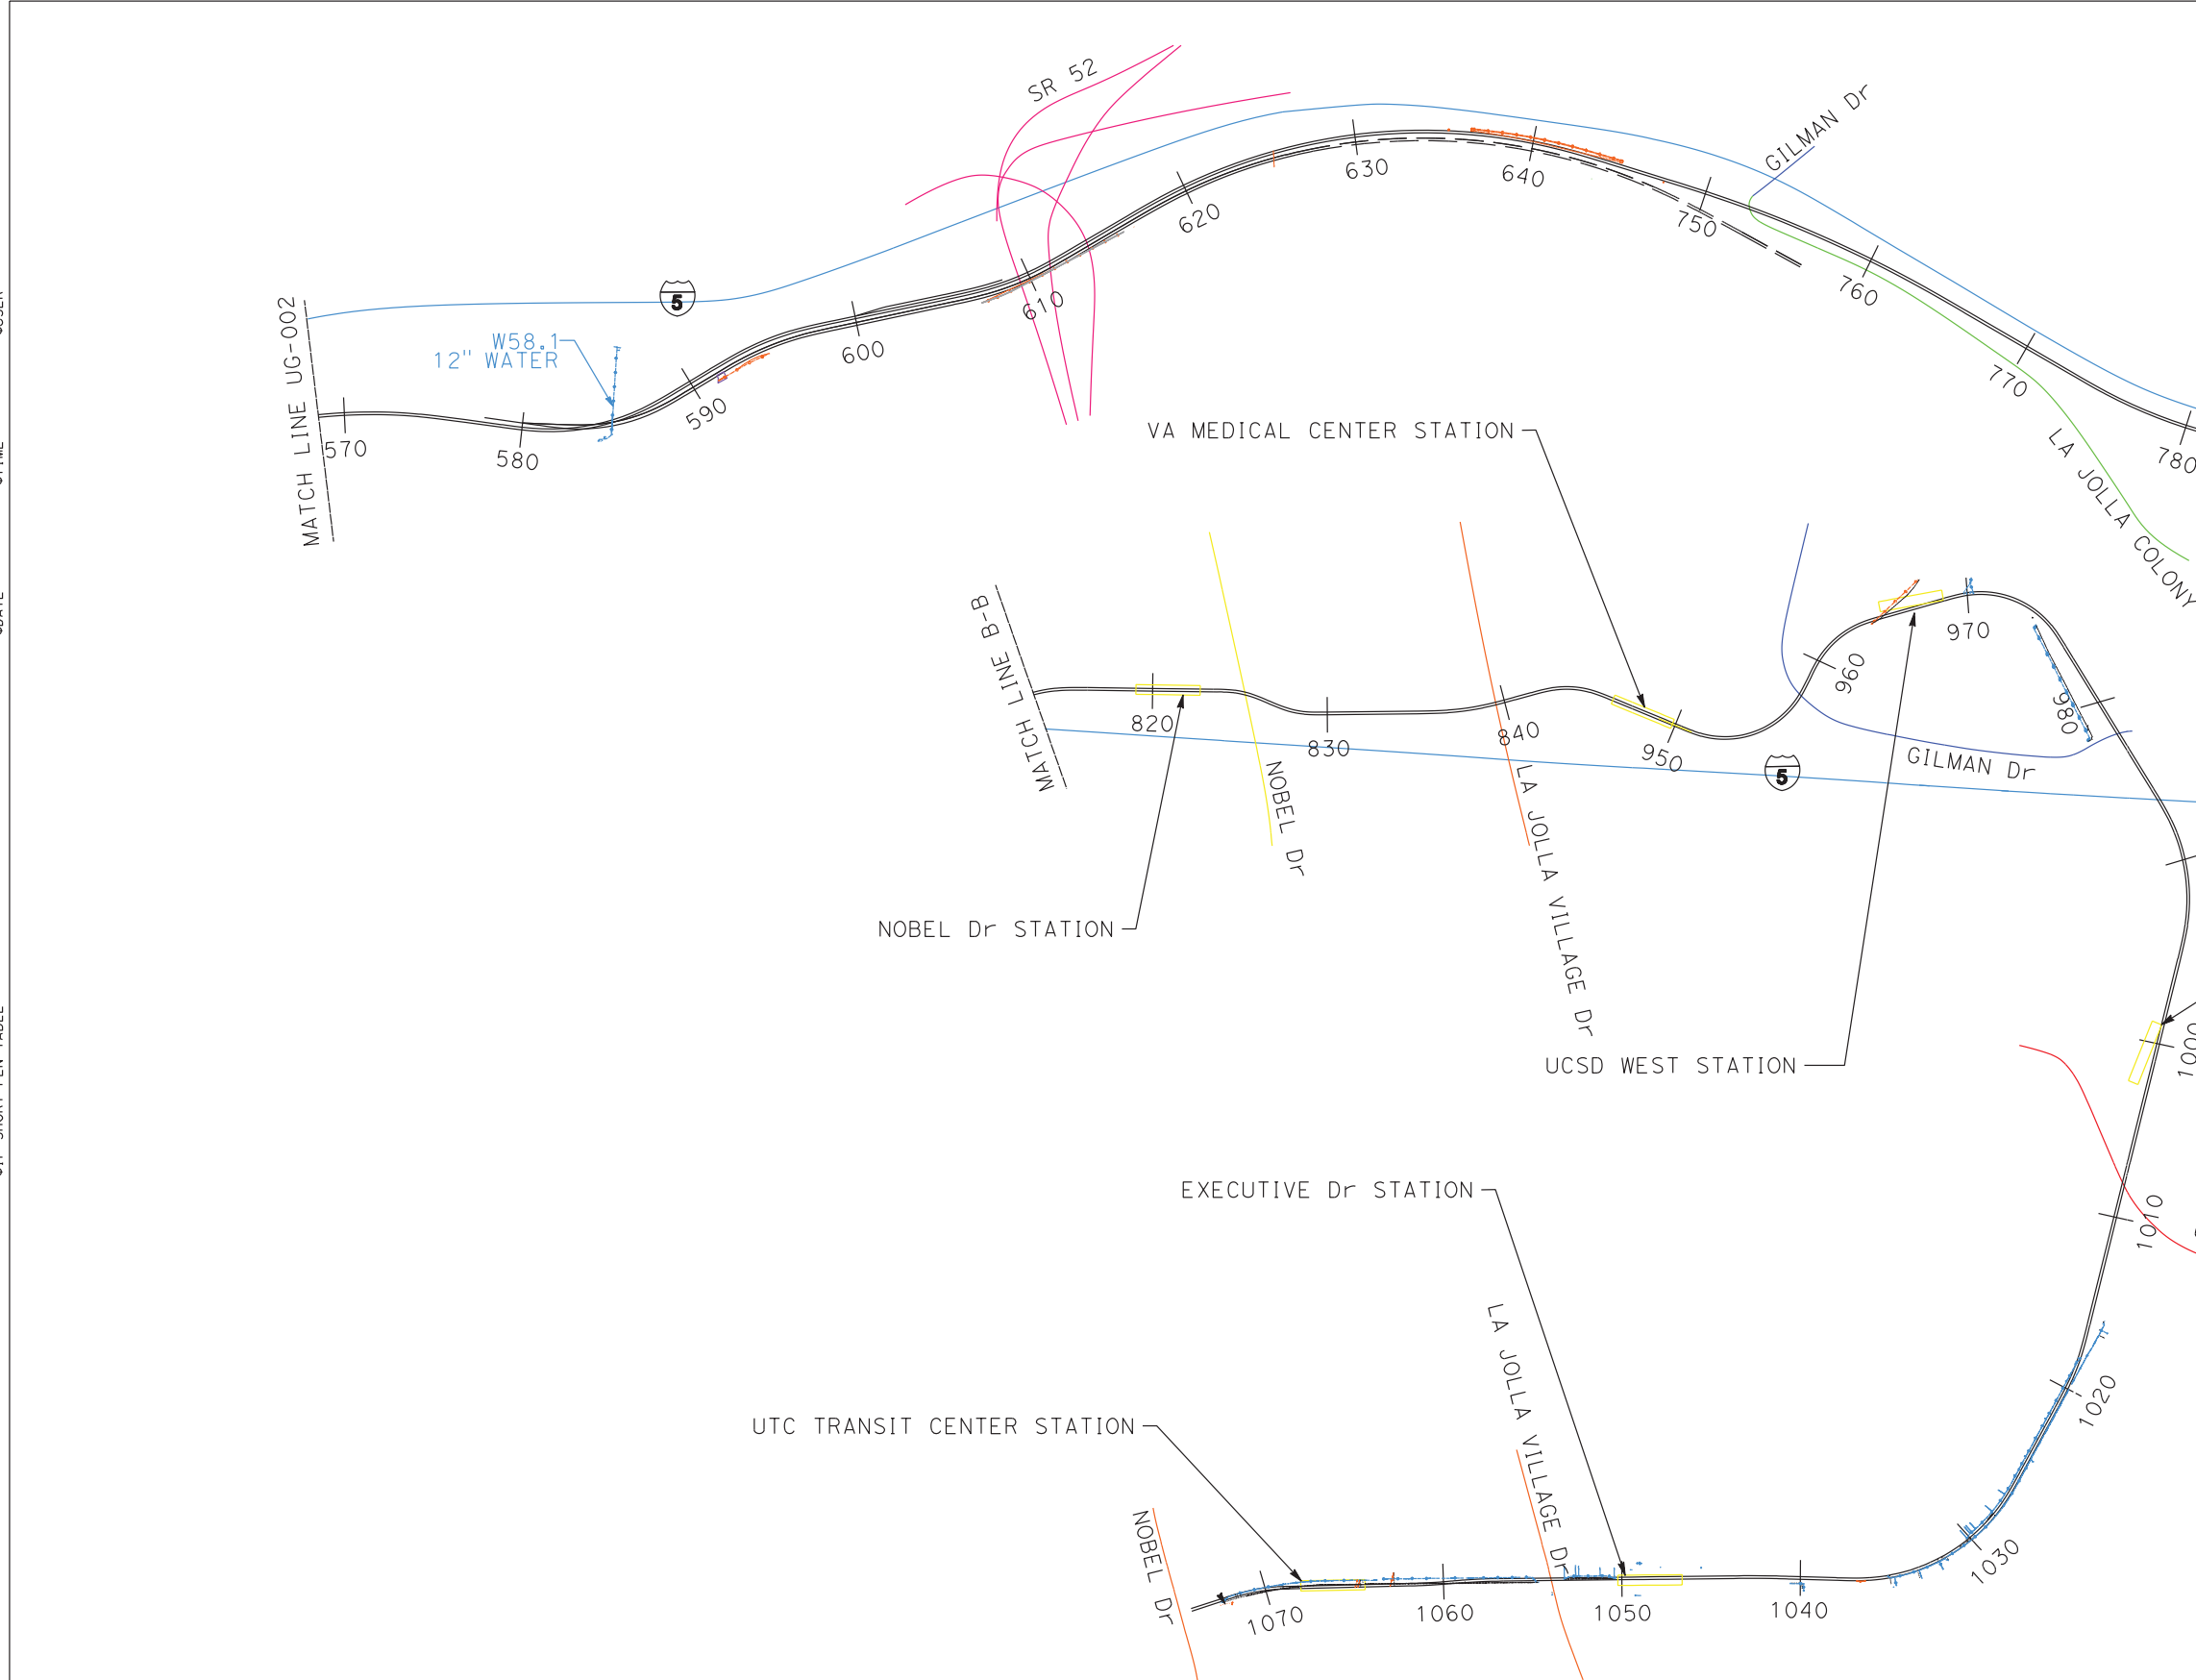 SR 52
GILMAN Dr
630
640
620
750
760
610
770
600
5
MATCH LINE UG-002
W58.1
12" WATER
590
570
580
780
LA JOLLA COLONY
VA MEDICAL CENTER STATION
MATCH LINE B-B
820
830
840
950
960
970
980
GILMAN Dr
5
NOBEL Dr
LA JOLLA VILLAGE Dr
NOBEL Dr STATION
UCSD WEST STATION
1000
1010
EXECUTIVE Dr STATION
LA JOLLA VILLAGE Dr
1020
UTC TRANSIT CENTER STATION
NOBEL Dr
1030
1070
1060
1050
1040